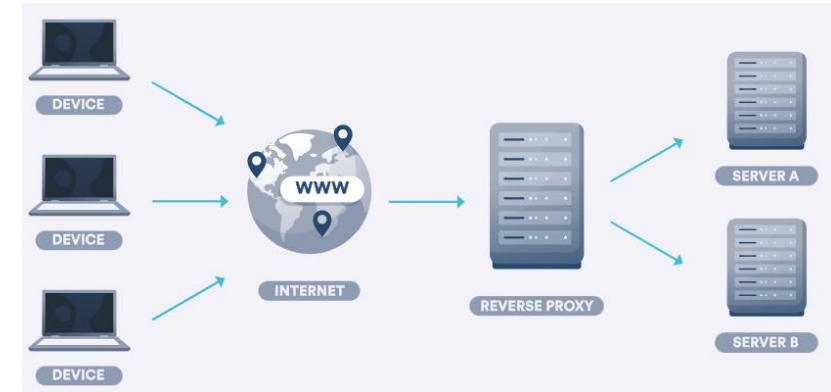 DEVICE
DEVICE
DEVICE
WWW
INTERNET
REVERSE PROXY
SERVER A
SERVER B